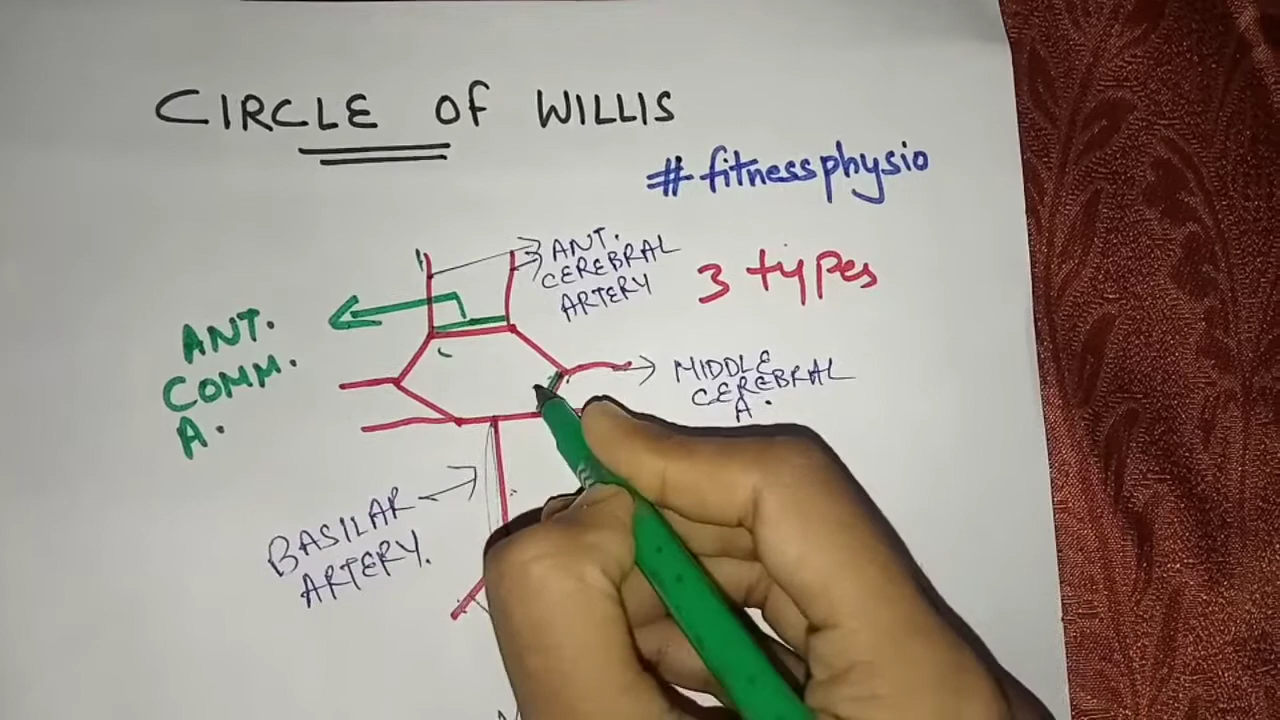 CIRCLE OF WILLIS
#fitnessphysio
ANT.
CEREBRAL
ARTERY
3 types
ANT.
COMM.
A.
MIDDLE
CEREBRAL
A.
BASILAR
ARTERY.